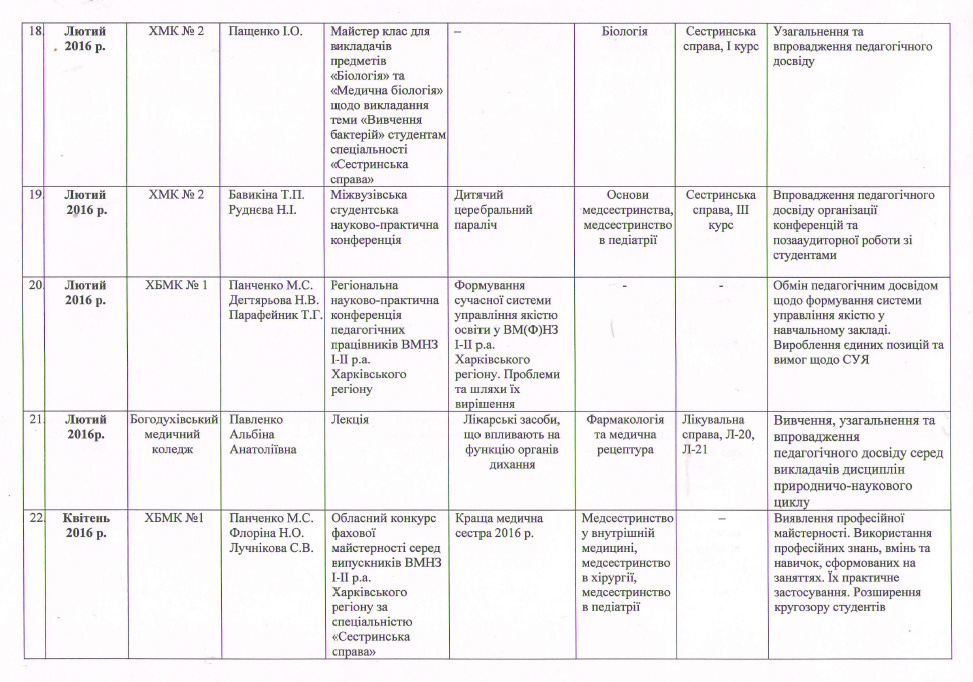 18.
Лютий
2016 р.
ХМК № 2
Пащенко І.О.
Майстер клас для
викладачів
предметів
«Біологія» та
«Медична біологія»
щодо викладання
теми «Вивчення
бактерій» студентам
спеціальності
«Сестринська
справа»
–
Біологія
Сестринська
справа, І курс
Узагальнення та
впровадження педагогічного
досвіду
19.
Лютий
2016 р.
ХМК № 2
Бавикіна Т.П.
Руднєва Н.І.
Міжвузівська
студентська
науково-практична
конференція
Дитячий
церебральний
параліч
Основи
медсестринства,
медсестринство
в педіатрії
Сестринська
справа, ІІІ
курс
Впровадження педагогічного
досвіду організації
конференцій та
позааудиторної роботи зі
студентами
20.
Лютий
2016 р.
ХБМК № 1
Панченко М.С.
Дегтярьова Н.В.
Парафейник Т.Г.
Регіональна
науково-практична
конференція
педагогічних
працівників ВМНЗ
І-ІІ р.а.
Харківського
регіону
Формування
сучасної системи
управління якістю
освіти у ВМ(Ф)НЗ
І-ІІ р.а.
Харківського
регіону. Проблеми
та шляхи їх
вирішення
-
-
Обмін педагогічним досвідом
щодо формування системи
управління якістю у
навчальному закладі.
Вироблення єдиних позицій та
вимог щодо СУЯ
21.
Лютий
2016р.
Богодухівський
медичний
коледж
Павленко
Альбіна
Анатоліївна
Лекція
Лікарські засоби,
що впливають на
функцію органів
дихання
Фармакологія
та медична
рецептура
Лікувальна
справа, Л-20,
Л-21
Вивчення, узагальнення та
впровадження
педагогічного досвіду серед
викладачів дисциплін
природничо-наукового
циклу
22.
Квітень
2016 р.
ХБМК №1
Панченко М.С.
Флоріна Н.О.
Лучнікова С.В.
Обласний конкурс
фахової
майстерності серед
випускників ВМНЗ
І-ІІ р.а.
Харківського
регіону за
спеціальністю
«Сестринська
справа»
Краща медична
сестра 2016 р.
Медсестринство
у внутрішній
медицині,
медсестринство
в хірургії,
медсестринство
в педіатрії
–
Виявлення професійної
майстерності. Використання
професійних знань, вмінь та
навичок, сформованих на
заняттях. Їх практичне
застосування. Розширення
кругозору студентів